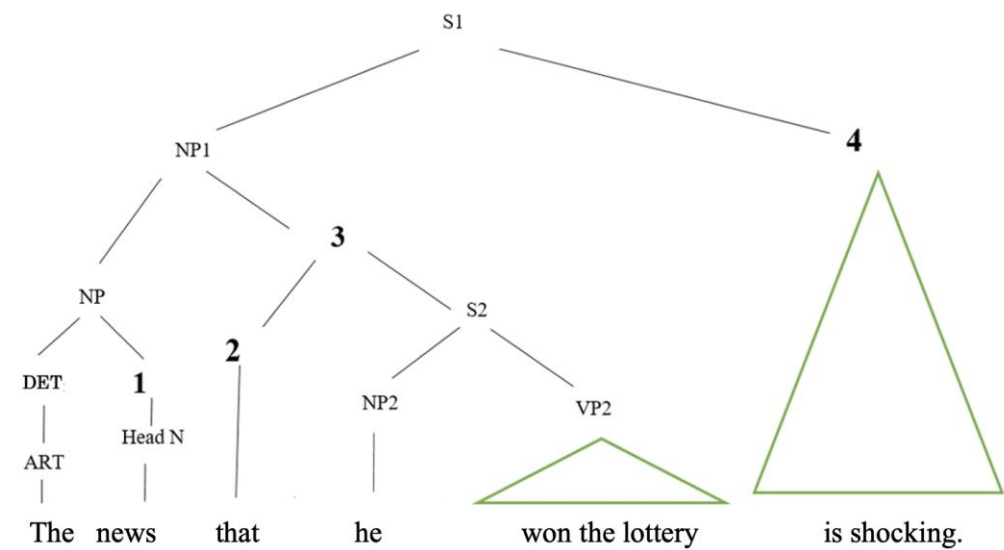 S1
NP1 4
3
NP S2
2
DET: 1 NP2 VP2
Head N
ART
The news that he won the lottery is shocking.